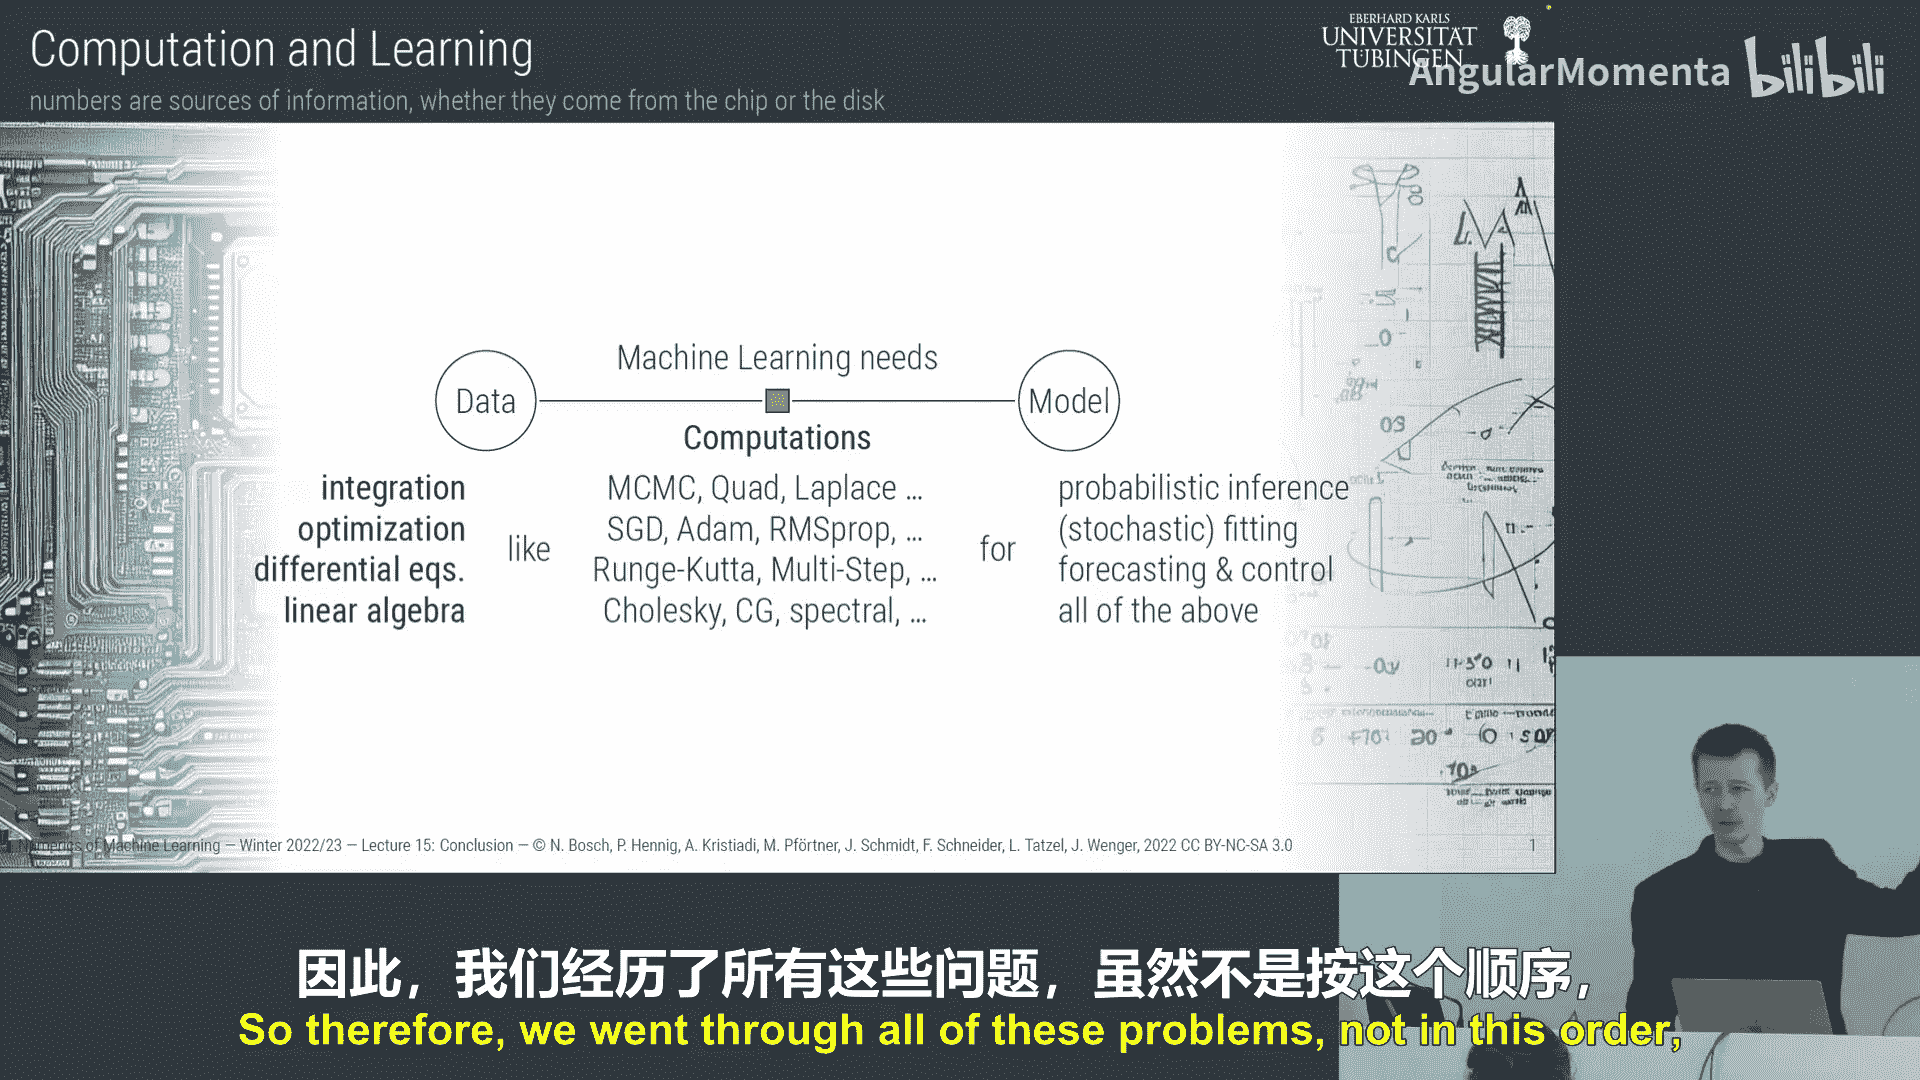 Computation and Learning
numbers are sources of information, whether they come from the chip or the disk
EBERHARD KARLS
UNIVERSITÄT
TÜBINGEN
AngularMomenta bilibili
Machine Learning needs
Data
Model
Computations
integration
optimization
differential eqs.
linear algebra
like
MCMC, Quad, Laplace ...
SGD, Adam, RMSprop, ...
Runge-Kutta, Multi-Step, ...
Cholesky, CG, spectral, ...
for
probabilistic inference
(stochastic) fitting
forecasting & control
all of the above
Numerics of Machine Learning — Winter 2022/23 — Lecture 15: Conclusion — © N. Bosch, P. Hennig, A. Kristiadi, M. Pförtner, J. Schmidt, F. Schneider, L. Tatzel, J. Wenger, 2022 CC BY-NC-SA 3.0
1
因此，我们经历了所有这些问题，虽然不是按这个顺序，
So therefore, we went through all of these problems, not in this order,